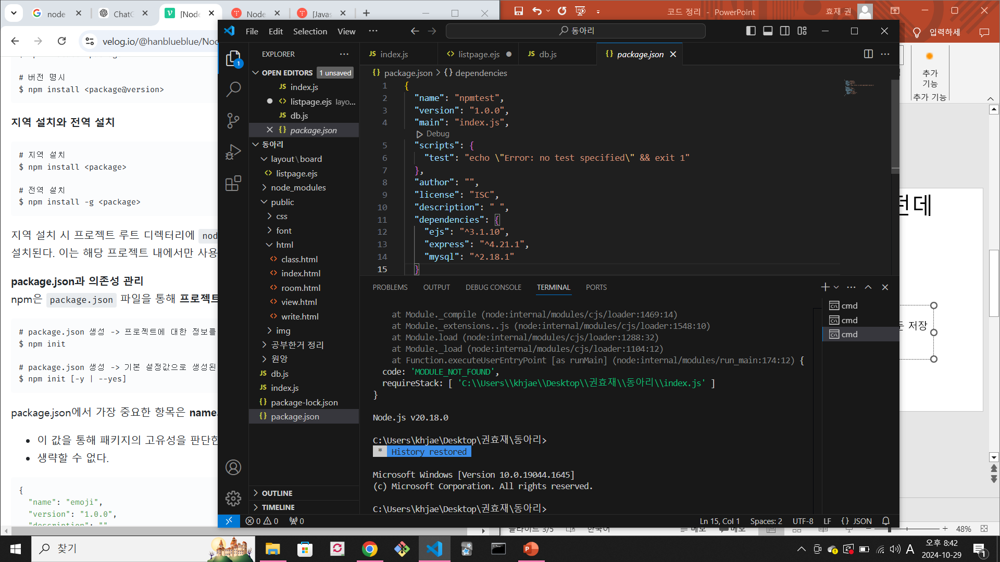 node
ChatG
[Node
Node
[Javas
velog.io/@hanblueblue/Nod
# 버전 명시
$ npm install <package@version>
지역 설치와 전역 설치
# 지역 설치
$ npm install <package>
# 전역 설치
$ npm install -g <package>
지역 설치 시 프로젝트 루트 디렉터리에 nod
설치된다. 이는 해당 프로젝트 내에서만 사용
package.json과 의존성 관리
npm은 package.json 파일을 통해 프로젝트
# package.json 생성 -> 프로젝트에 대한 정보를
$ npm init
# package.json 생성 -> 기본 설정값으로 생성된
$ npm init [-y | --yes]
package.json에서 가장 중요한 항목은 name
이 값을 통해 패키지의 고유성을 판단한
생략할 수 없다.
{
"name": "emoji",
"version": "1.0.0",
"description": ""
코드 정리 - PowerPoint
효재 권
입력하세
추가
기능
추가 기능
던데
저장
슬라이드 3/5
한국어
메모
메모
48%
File Edit Selection View ···
동아리
EXPLORER
OPEN EDITORS 1 unsaved
JS index.js
<> listpage.ejs layo...
JS db.js
{} package.json
동아리
layout\board
<> listpage.ejs
node_modules
public
css
font
html
<> class.html
<> index.html
<> room.html
<> view.html
<> write.html
img
공부한거 정리
원앙
JS db.js
JS index.js
{} package-lock.json
{} package.json
OUTLINE
TIMELINE
JS index.js
<> listpage.ejs
JS db.js
{} package.json
{} package.json > {} dependencies
1 {
2 "name": "npmtest",
3 "version": "1.0.0",
4 "main": "index.js",
Debug
5 "scripts": {
6 "test": "echo \"Error: no test specified\" && exit 1"
7 },
8 "author": "",
9 "license": "ISC",
10 "description": " ",
11 "dependencies": {
12 "ejs": "^3.1.10",
13 "express": "^4.21.1",
14 "mysql": "^2.18.1"
15 }
PROBLEMS OUTPUT DEBUG CONSOLE TERMINAL PORTS
cmd
cmd
cmd
at Module._compile (node:internal/modules/cjs/loader:1469:14)
at Module._extensions..js (node:internal/modules/cjs/loader:1548:10)
at Module.load (node:internal/modules/cjs/loader:1288:32)
at Module._load (node:internal/modules/cjs/loader:1104:12)
at Function.executeUserEntryPoint [as runMain] (node:internal/modules/run_main:174:12) {
code: 'MODULE_NOT_FOUND',
requireStack: [ 'C:\\Users\\khjae\\Desktop\\권효재\\동아리\\index.js' ]
}
Node.js v20.18.0
C:\Users\khjae\Desktop\권효재\동아리>
* History restored
Microsoft Windows [Version 10.0.19044.1645]
(c) Microsoft Corporation. All rights reserved.
C:\Users\khjae\Desktop\권효재\동아리>
0 0 0
Ln 15, Col 1 Spaces: 2 UTF-8 LF {} JSON
찾기
A
오후 8:42
2024-10-29
1